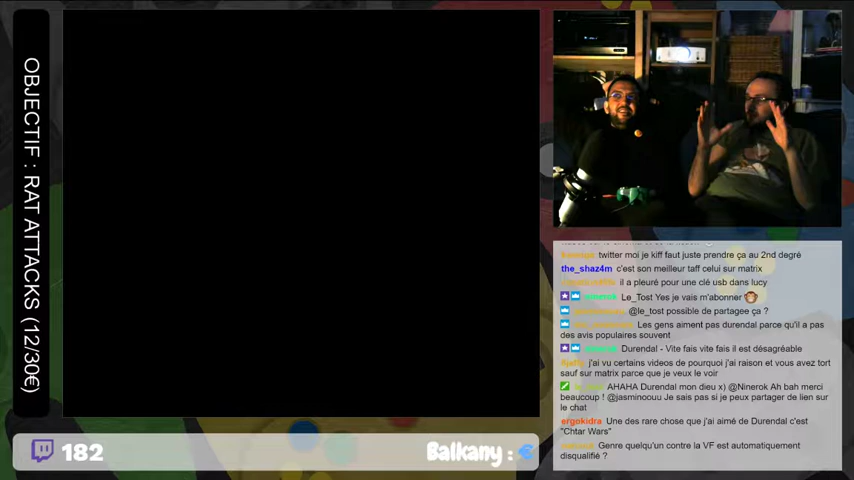 OBJECTIF : RAT ATTACKS (12/30€)
twitter moi je kiff faut juste prendre ça au 2nd degré
the_shaz4m c'est son meilleur taff celui sur matrix
il a pleuré pour une clé usb dans lucy
Le_Tost Yes je vais m'abonner
@le_tost possible de partagee ça ?
Les gens aiment pas durendal parce qu'il a pas
des avis populaires souvent
Durendal - Vite fais vite fais il est désagréable
j'ai vu certains videos de pourquoi j'ai raison et vous avez tort
sauf sur matrix parce que je veux le voir
AHAHA Durendal mon dieu x) @Ninerok Ah bah merci
beaucoup ! @jasminoouu Je sais pas si je peux partager de lien sur
le chat
ergokidra Une des rare chose que j'ai aimé de Durendal c'est
"Chtar Wars"
Genre quelqu'un contre la VF est automatiquement
disqualifié ?
182
Balkany : €